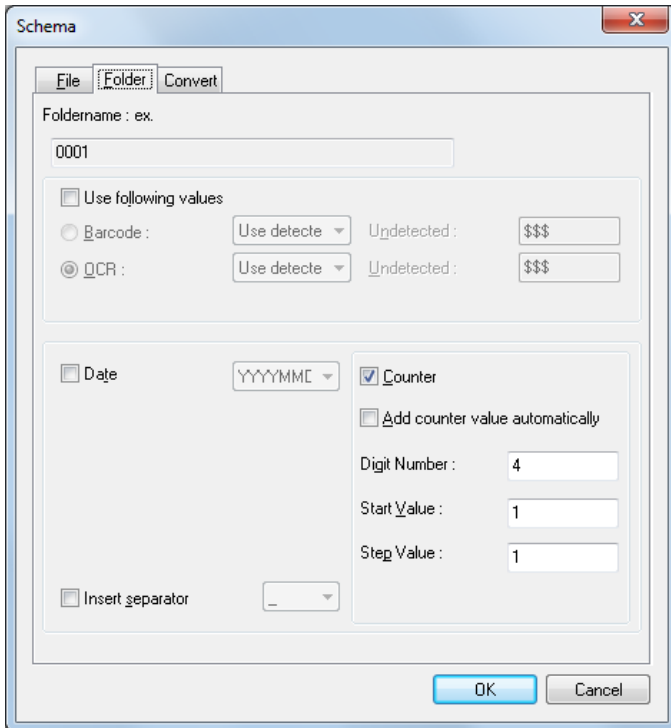 Schema
File Folder Convert
Foldername : ex.
0001
Use following values
Barcode : Use detecte Undetected : $$$
OCR : Use detecte Undetected : $$$
Date YYYYMMD Counter
Add counter value automatically
Digit Number : 4
Start Value : 1
Step Value : 1
Insert separator _
OK Cancel